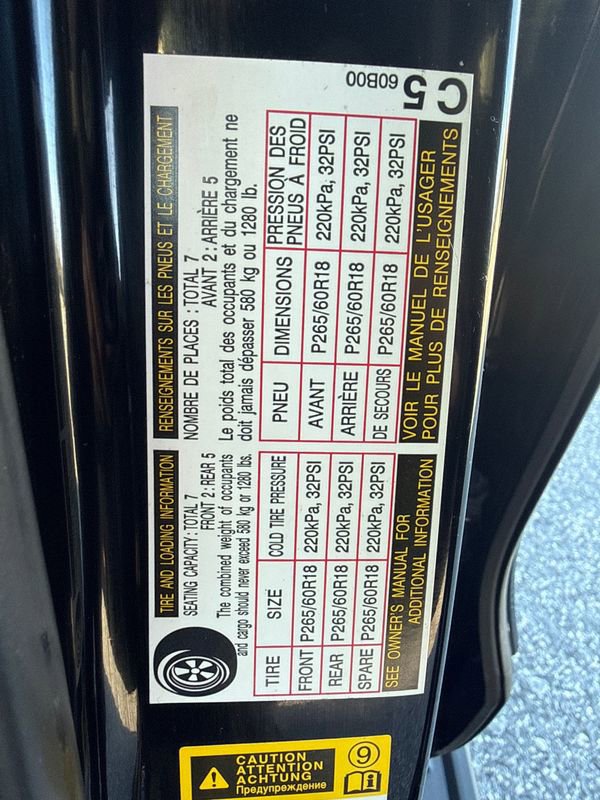 TIRE AND LOADING INFORMATION
SEATING CAPACITY: TOTAL 7
FRONT 2: REAR 5
The combined weight of occupants
and cargo should never exceed 580 kg or 1280 lbs.
TIRE SIZE COLD TIRE PRESSURE
FRONT P265/60R18 220kPa, 32PSI
REAR P265/60R18 220kPa, 32PSI
SPARE P265/60R18 220kPa, 32PSI
SEE OWNER'S MANUAL FOR
ADDITIONAL INFORMATION
RENSEIGNEMENTS SUR LES PNEUS ET LE CHARGEMENT
NOMBRE DE PLACES : TOTAL 7
AVANT 2 : ARRIÈRE 5
Le poids total des occupants et du chargement ne
doit jamais dépasser 580 kg ou 1280 lb.
PNEU DIMENSIONS PRESSION DES
PNEUS À FROID
AVANT P265/60R18 220kPa, 32PSI
ARRIÈRE P265/60R18 220kPa, 32PSI
DE SECOURS P265/60R18 220kPa, 32PSI
VOIR LE MANUEL DE L'USAGER
POUR PLUS DE RENSEIGNEMENTS
60B00
C5
CAUTION
ATTENTION
ACHTUNG
Предупреждение
9